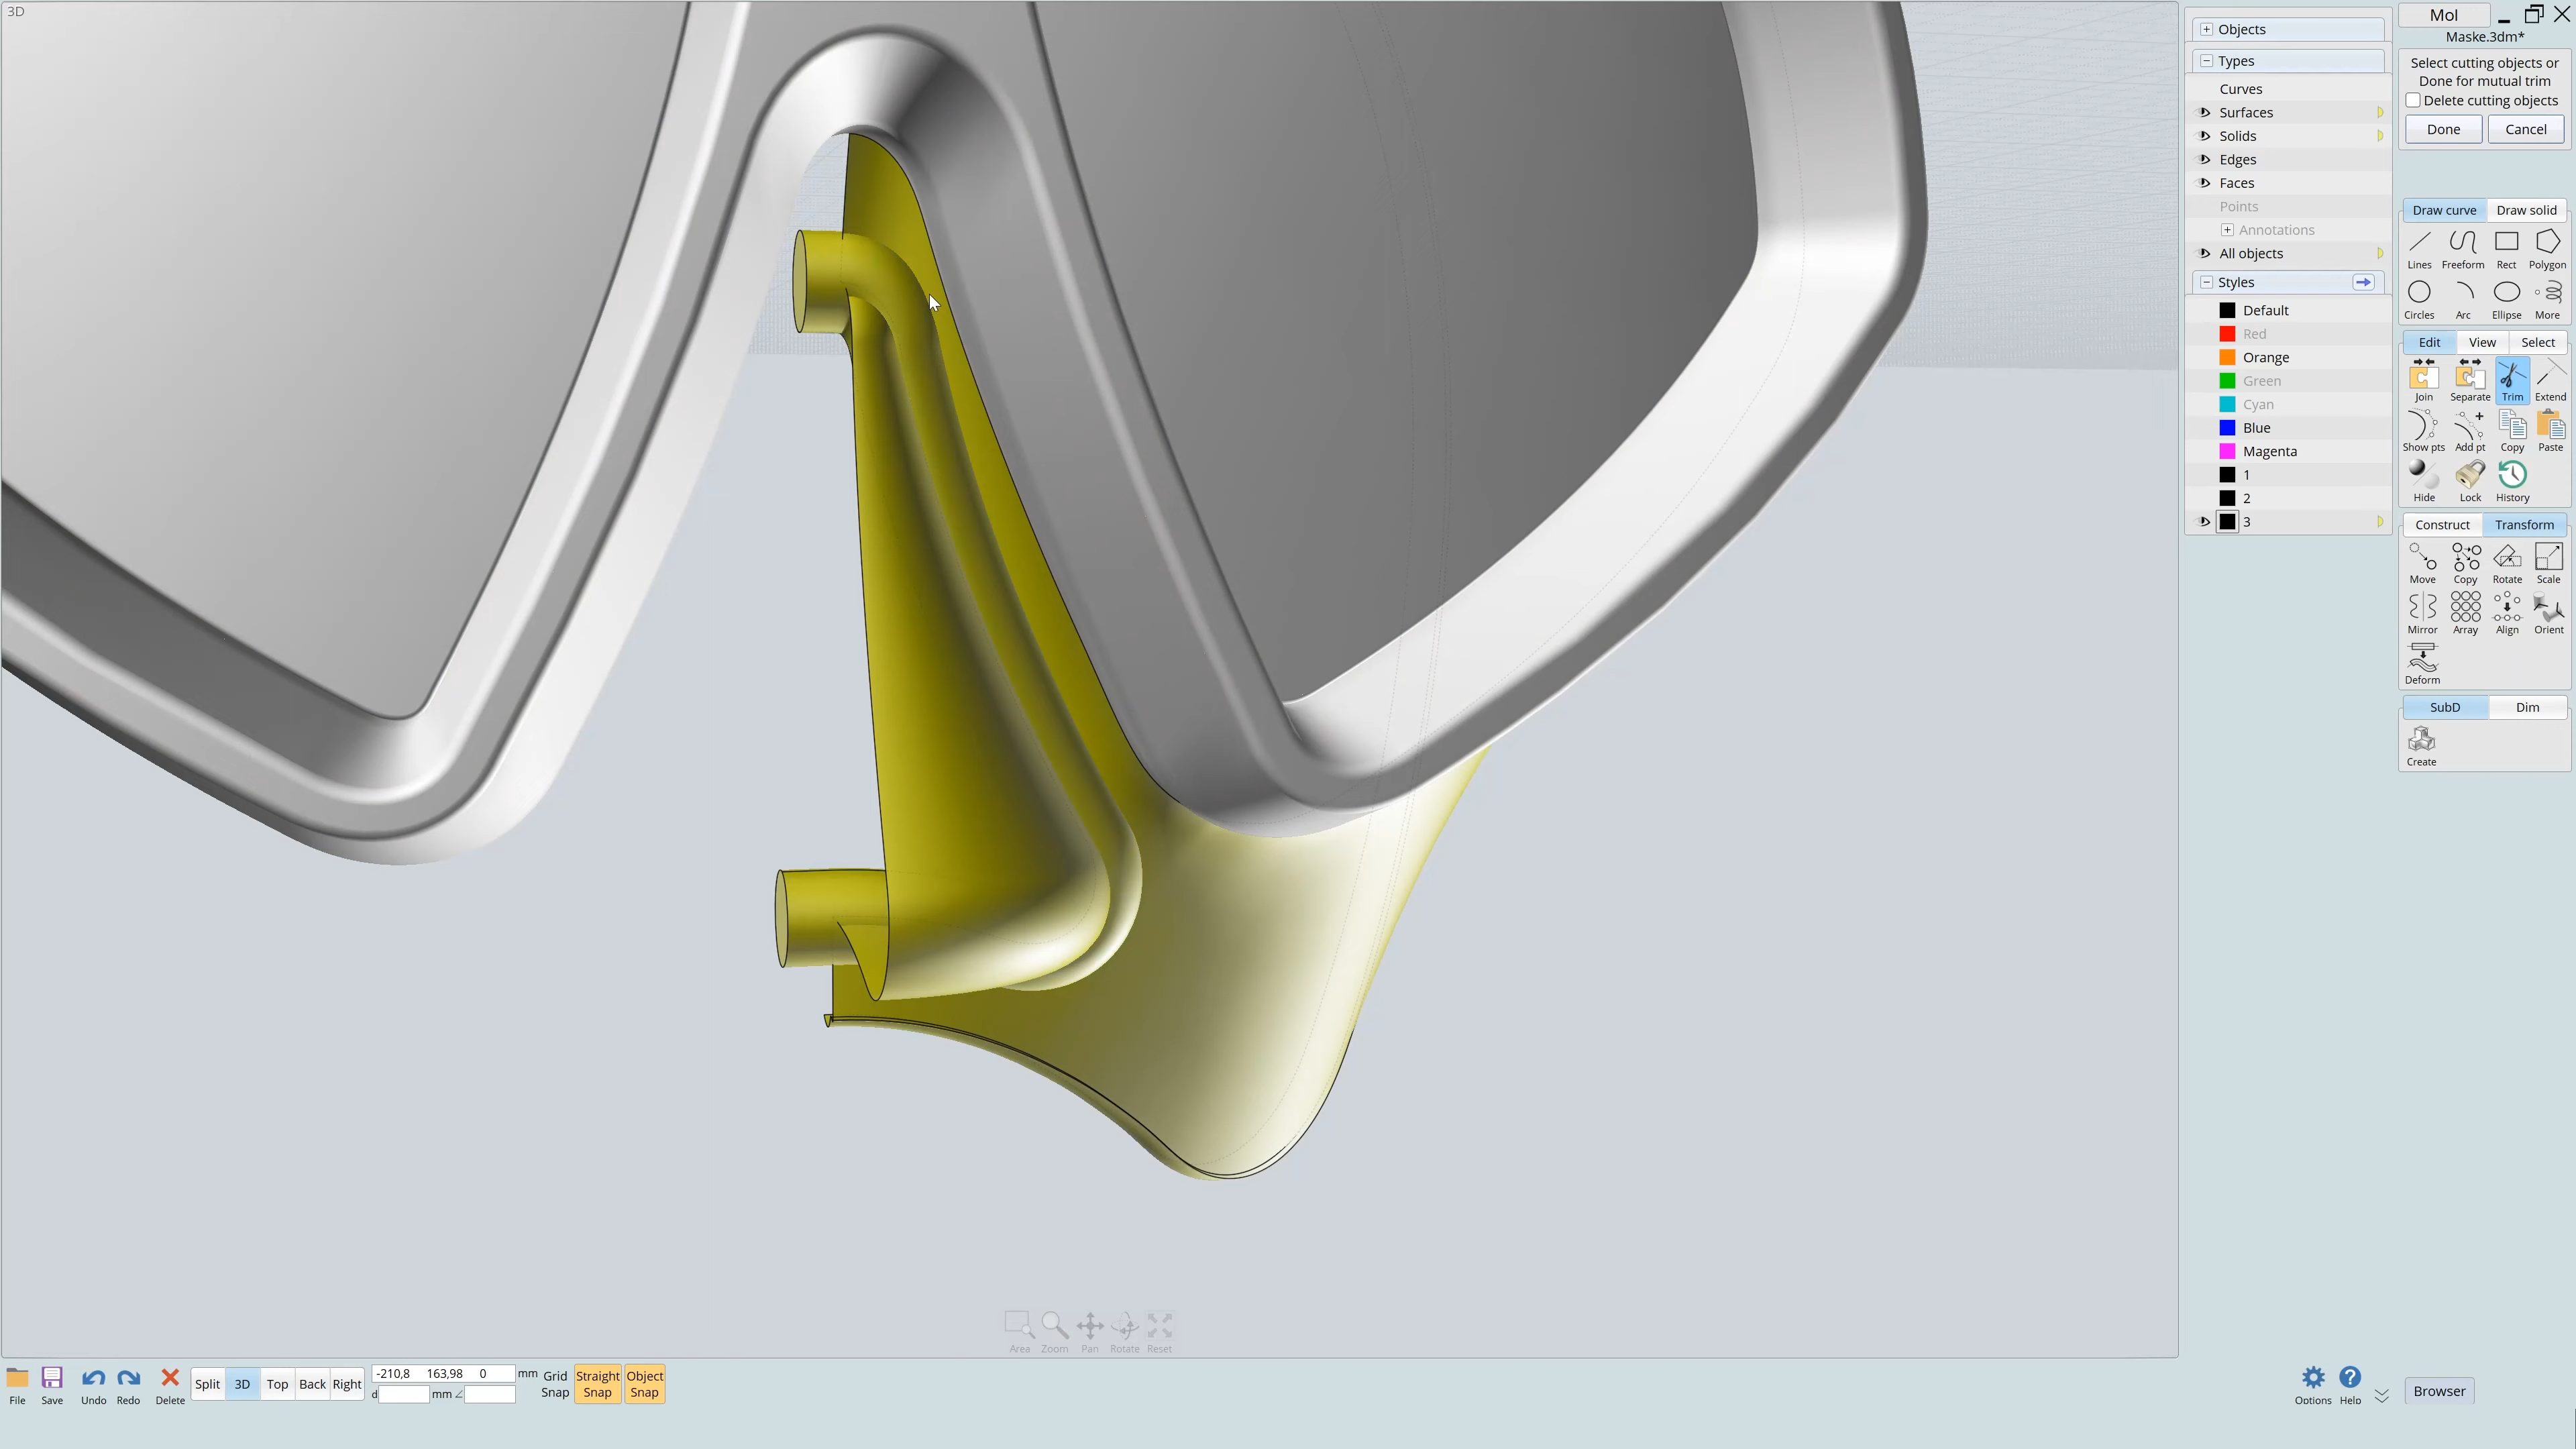 3D
Objects
Types
Curves
Surfaces
Solids
Edges
Faces
Points
Annotations
All objects
Styles
Default
Red
Orange
Green
Cyan
Blue
Magenta
1
2
3
MoI
Maske.3dm*
Select cutting objects or
Done for mutual trim
Delete cutting objects
Done Cancel
Draw curve Draw solid
Lines Freeform Rect Polygon
Circles Arc Ellipse More
Edit View Select
Join Separate Trim Extend
Show pts Add pt Copy Paste
Hide Lock History
Construct Transform
Move Copy Rotate Scale
Mirror Array Align Orient
Deform
SubD Dim
Create
Area Zoom Pan Rotate Reset
File Save Undo Redo Delete
Split 3D Top Back Right
-210,8 163,98 0 mm
d mm
Grid
Snap
Straight
Snap
Object
Snap
Options Help
Browser